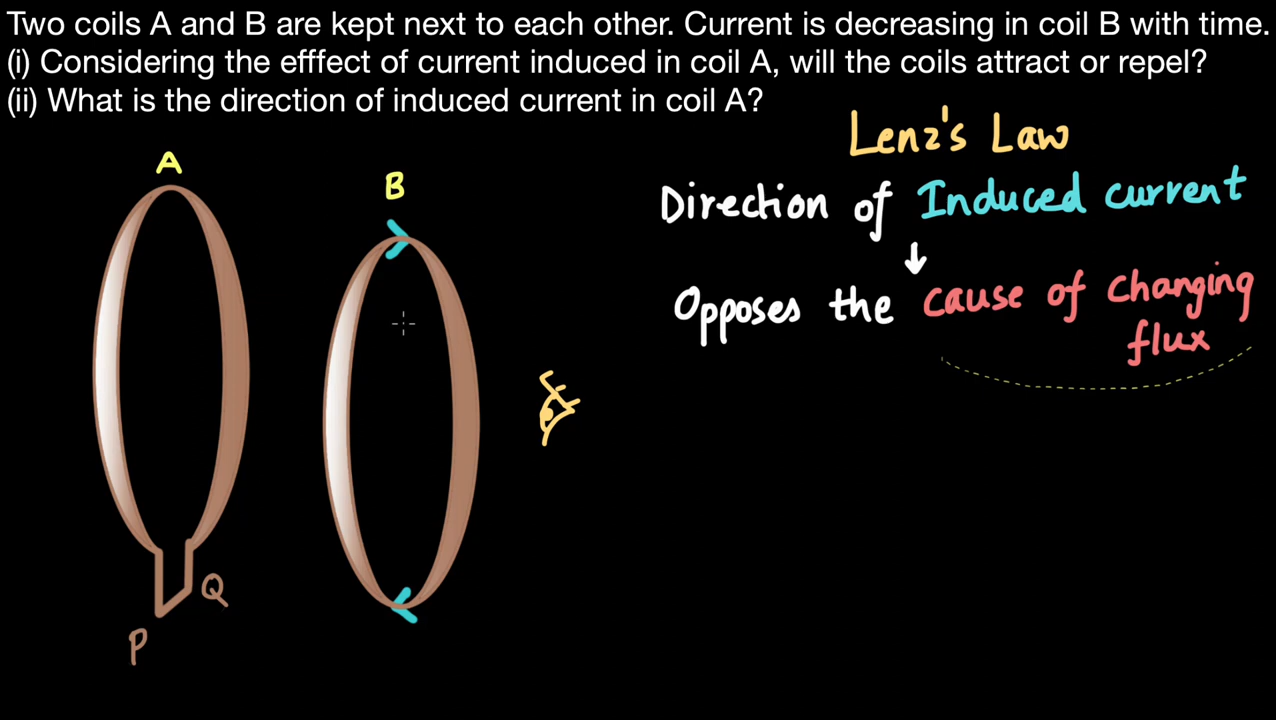 Two coils A and B are kept next to each other. Current is decreasing in coil B with time.
(i) Considering the efffect of current induced in coil A, will the coils attract or repel?
(ii) What is the direction of induced current in coil A?
Lenz's Law
A
B
Direction of Induced current
Opposes the cause of changing
flux
Q
P